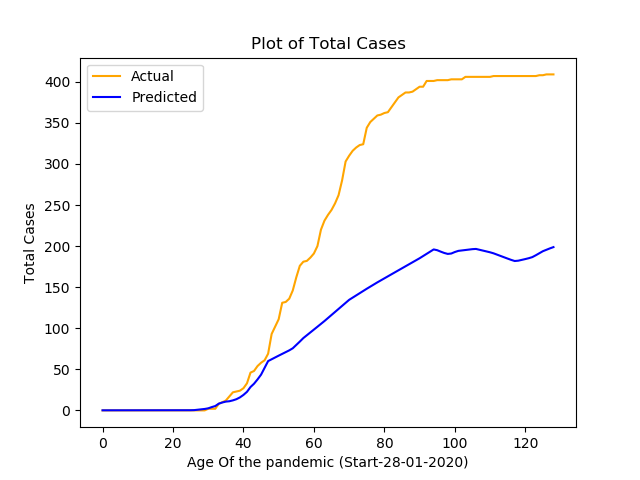 Plot of Total Cases
Actual
Predicted
Total Cases
400
350
300
250
200
150
100
50
0
0 20 40 60 80 100 120
Age Of the pandemic (Start-28-01-2020)